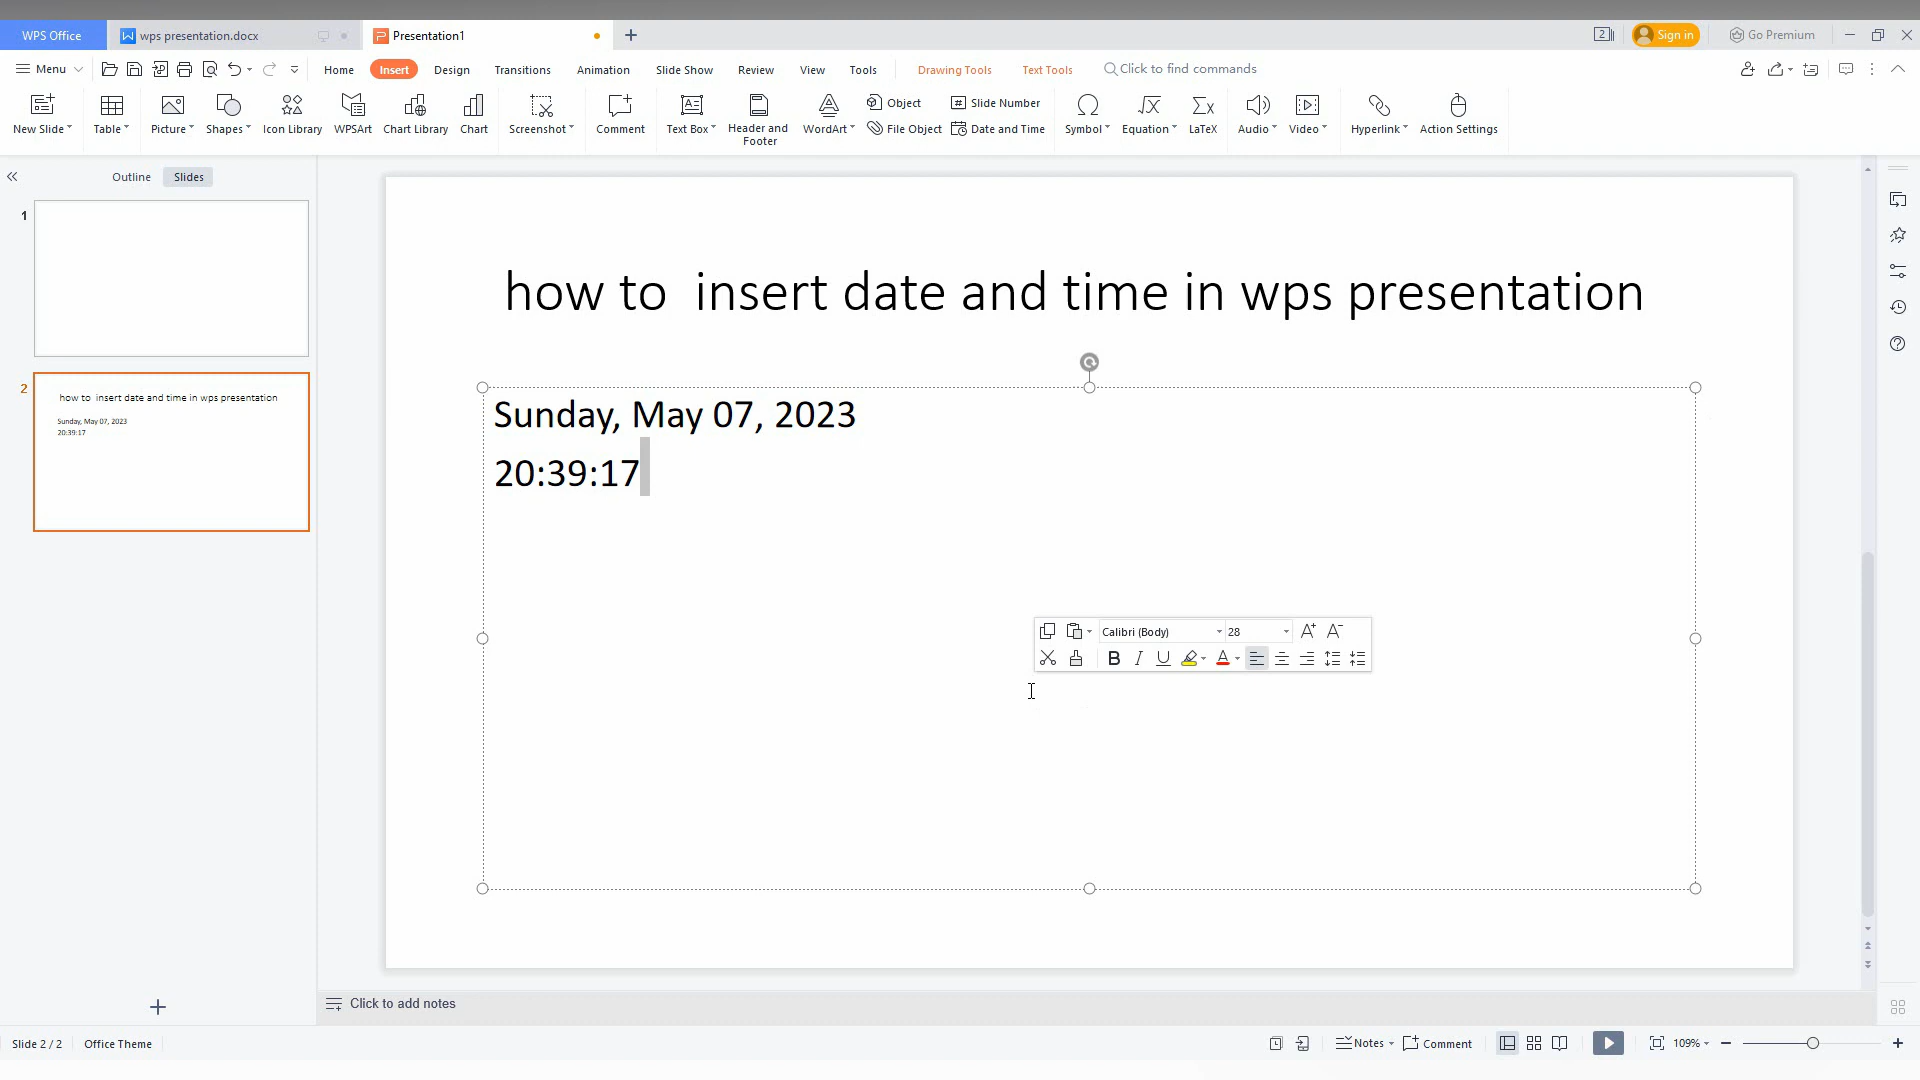 WPS Office
wps presentation.docx
Presentation1
2
Sign in
Go Premium
Menu
Home
Insert
Design
Transitions
Animation
Slide Show
Review
View
Tools
Drawing Tools
Text Tools
Click to find commands
New Slide
Table
Picture
Shapes
Icon Library
WPSArt
Chart Library
Chart
Screenshot
Comment
Text Box
Header and
Footer
WordArt
Object
File Object
Slide Number
Date and Time
Symbol
Equation
LaTeX
Audio
Video
Hyperlink
Action Settings
Outline
Slides
1
2
how to  insert date and time in wps presentation
Sunday, May 07, 2023
20:39:17
how to  insert date and time in wps presentation
Sunday, May 07, 2023
20:39:17
Calibri (Body)
28
A+
A-
B
I
U
A
Click to add notes
Slide 2 / 2
Office Theme
Notes
Comment
109%